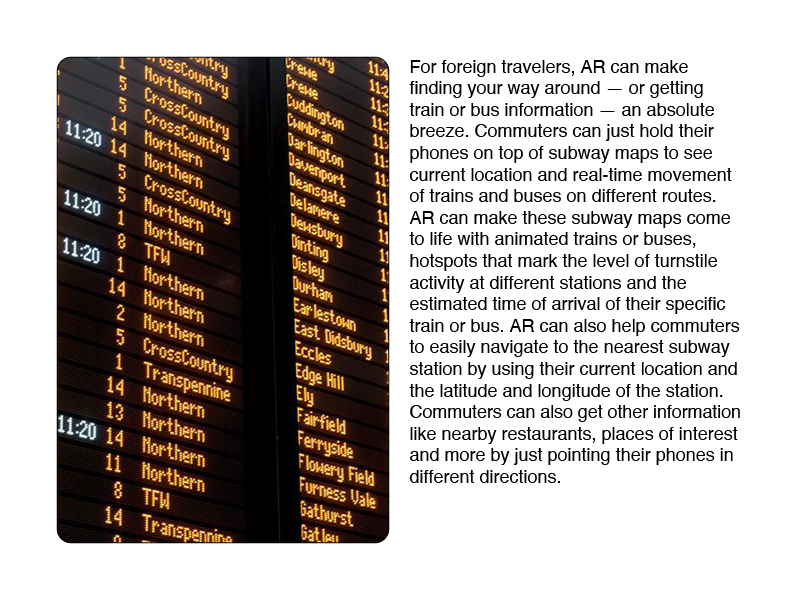 1
5
5
14
11:20 14
5
5
11:20 1
8
11:20 1
14
2
5
1
14
13
11:20 14
11
8
14
Northern
CrossCountry
CrossCountry
Northern
Northern
CrossCountry
Northern
Northern
TFW
Northern
Northern
Northern
CrossCountry
Transpennine
Northern
Northern
Northern
Northern
TFW
Transpennine
Crewe
Crewe
Cuddington
Cwmbran
Darlington
Davenport
Deansgate
Delamere
Dewsbury
Dinting
Disley
Durham
Earlestown
East Didsbury
Eccles
Edge Hill
Ely
Fairfield
Ferryside
Flowery Field
Furness Vale
Gathurst
Gatley
For foreign travelers, AR can make
finding your way around — or getting
train or bus information — an absolute
breeze. Commuters can just hold their
phones on top of subway maps to see
current location and real-time movement
of trains and buses on different routes.
AR can make these subway maps come
to life with animated trains or buses,
hotspots that mark the level of turnstile
activity at different stations and the
estimated time of arrival of their specific
train or bus. AR can also help commuters
to easily navigate to the nearest subway
station by using their current location and
the latitude and longitude of the station.
Commuters can also get other information
like nearby restaurants, places of interest
and more by just pointing their phones in
different directions.